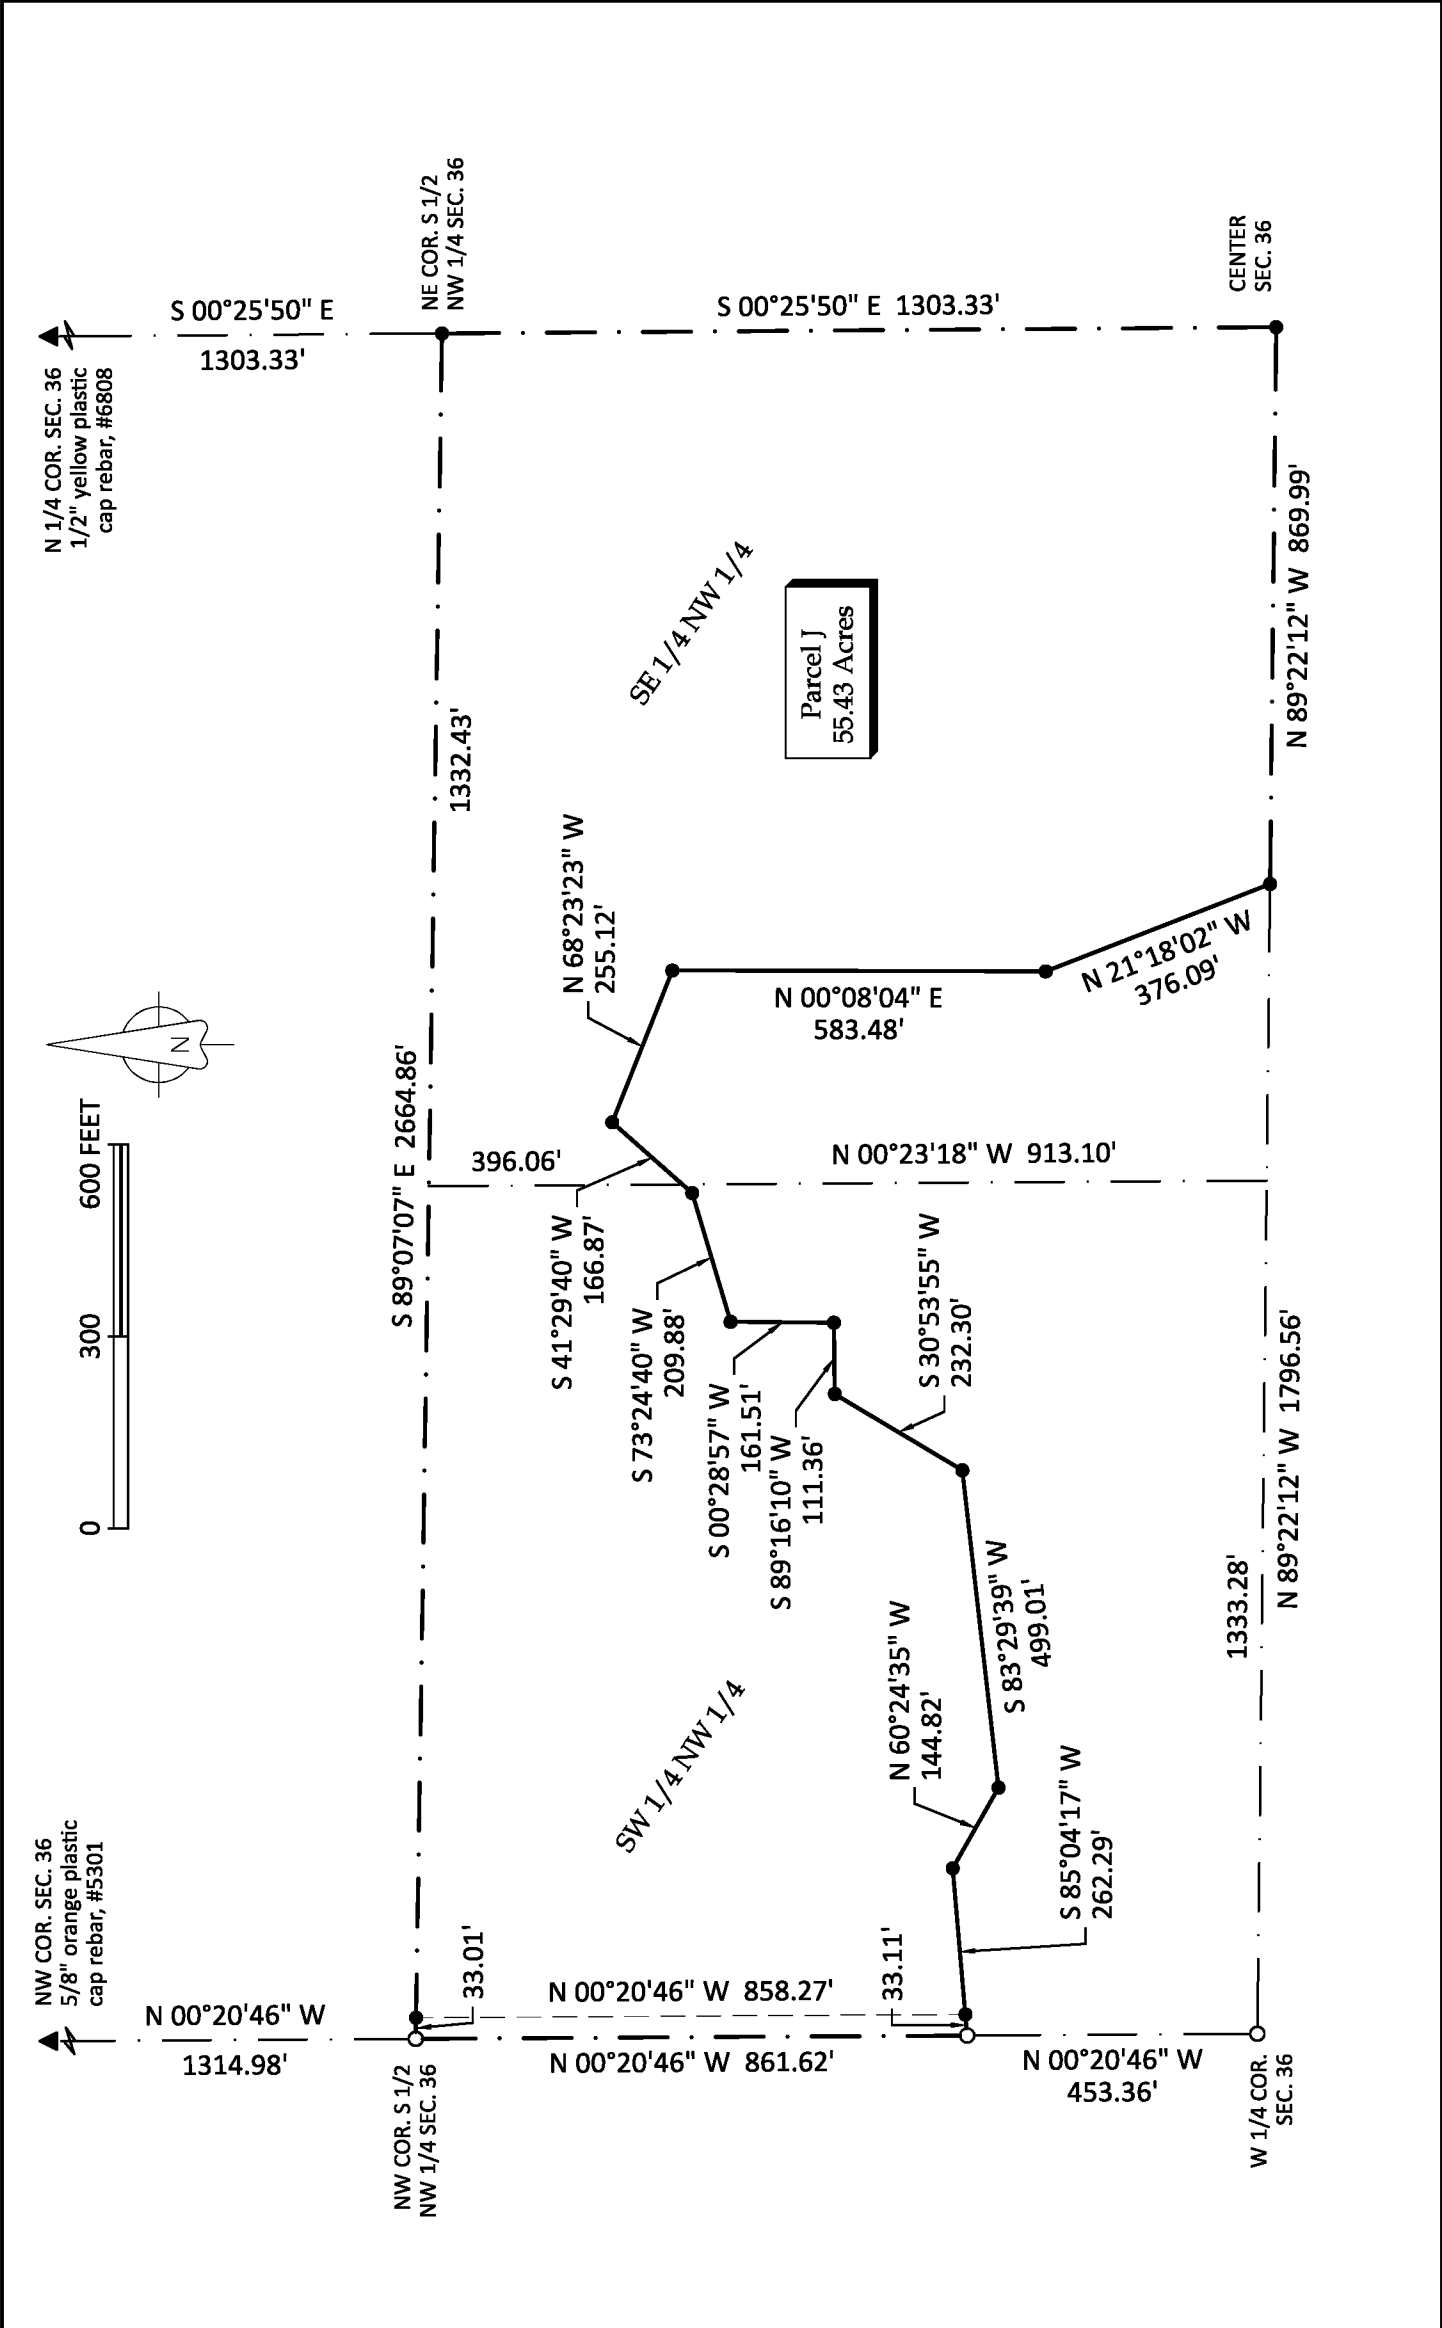 NW COR. SEC. 36
5/8" orange plastic
cap rebar, #5301
N 1/4 COR. SEC. 36
1/2" yellow plastic
cap rebar, #6808
0
300
600 FEET
N
N 00°20'46" W
1314.98'
S 00°25'50" E
1303.33'
NW COR. S 1/2
NW 1/4 SEC. 36
NE COR. S 1/2
NW 1/4 SEC. 36
S 89°07'07" E 2664.86'
1332.43'
33.01'
396.06'
N 68°23'23" W
255.12'
S 41°29'40" W
166.87'
S 73°24'40" W
209.88'
S 00°28'57" W
161.51'
S 89°16'10" W
111.36'
SW 1/4 NW 1/4
SE 1/4 NW 1/4
Parcel J
55.43 Acres
N 00°20'46" W 858.27'
N 00°20'46" W 861.62'
S 00°25'50" E 1303.33'
N 00°08'04" E
583.48'
N 00°23'18" W 913.10'
S 30°53'55" W
232.30'
33.11'
N 60°24'35" W
144.82'
S 83°29'39" W
499.01'
S 85°04'17" W
262.29'
N 21°18'02" W
376.09'
N 00°20'46" W
453.36'
1333.28'
N 89°22'12" W 1796.56'
N 89°22'12" W 869.99'
W 1/4 COR.
SEC. 36
CENTER
SEC. 36